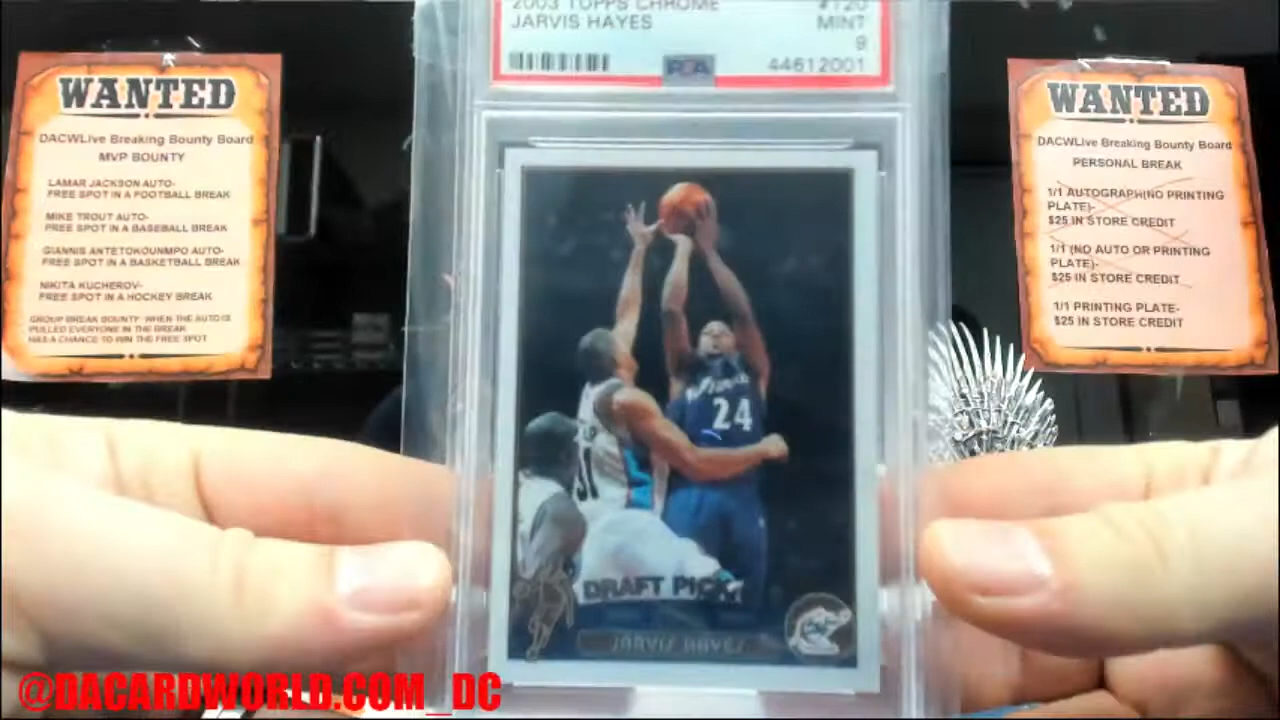 WANTED
DACWLive Breaking Bounty Board
MVP BOUNTY
LAMAR JACKSON AUTO-
FREE SPOT IN A FOOTBALL BREAK
MIKE TROUT AUTO-
FREE SPOT IN A BASEBALL BREAK
GIANNIS ANTETOKOUNMPO AUTO-
FREE SPOT IN A BASKETBALL BREAK
NIKITA KUCHEROV-
FREE SPOT IN A HOCKEY BREAK
GROUP BREAK BOUNTY- WHEN THE AUTO IS
PULLED EVERYONE IN THE BREAK
HAS A CHANCE TO WIN THE FREE SPOT
2003 TOPPS CHROME #120
JARVIS HAYES MINT
9
PSA 44612001
24
31
DRAFT PICK
JARVIS HAYES
WANTED
DACWLive Breaking Bounty Board
PERSONAL BREAK
1/1 AUTOGRAPH(NO PRINTING
PLATE)-
$25 IN STORE CREDIT
1/1 (NO AUTO OR PRINTING
PLATE)-
$25 IN STORE CREDIT
1/1 PRINTING PLATE-
$25 IN STORE CREDIT
@DACARDWORLD.COM_DC